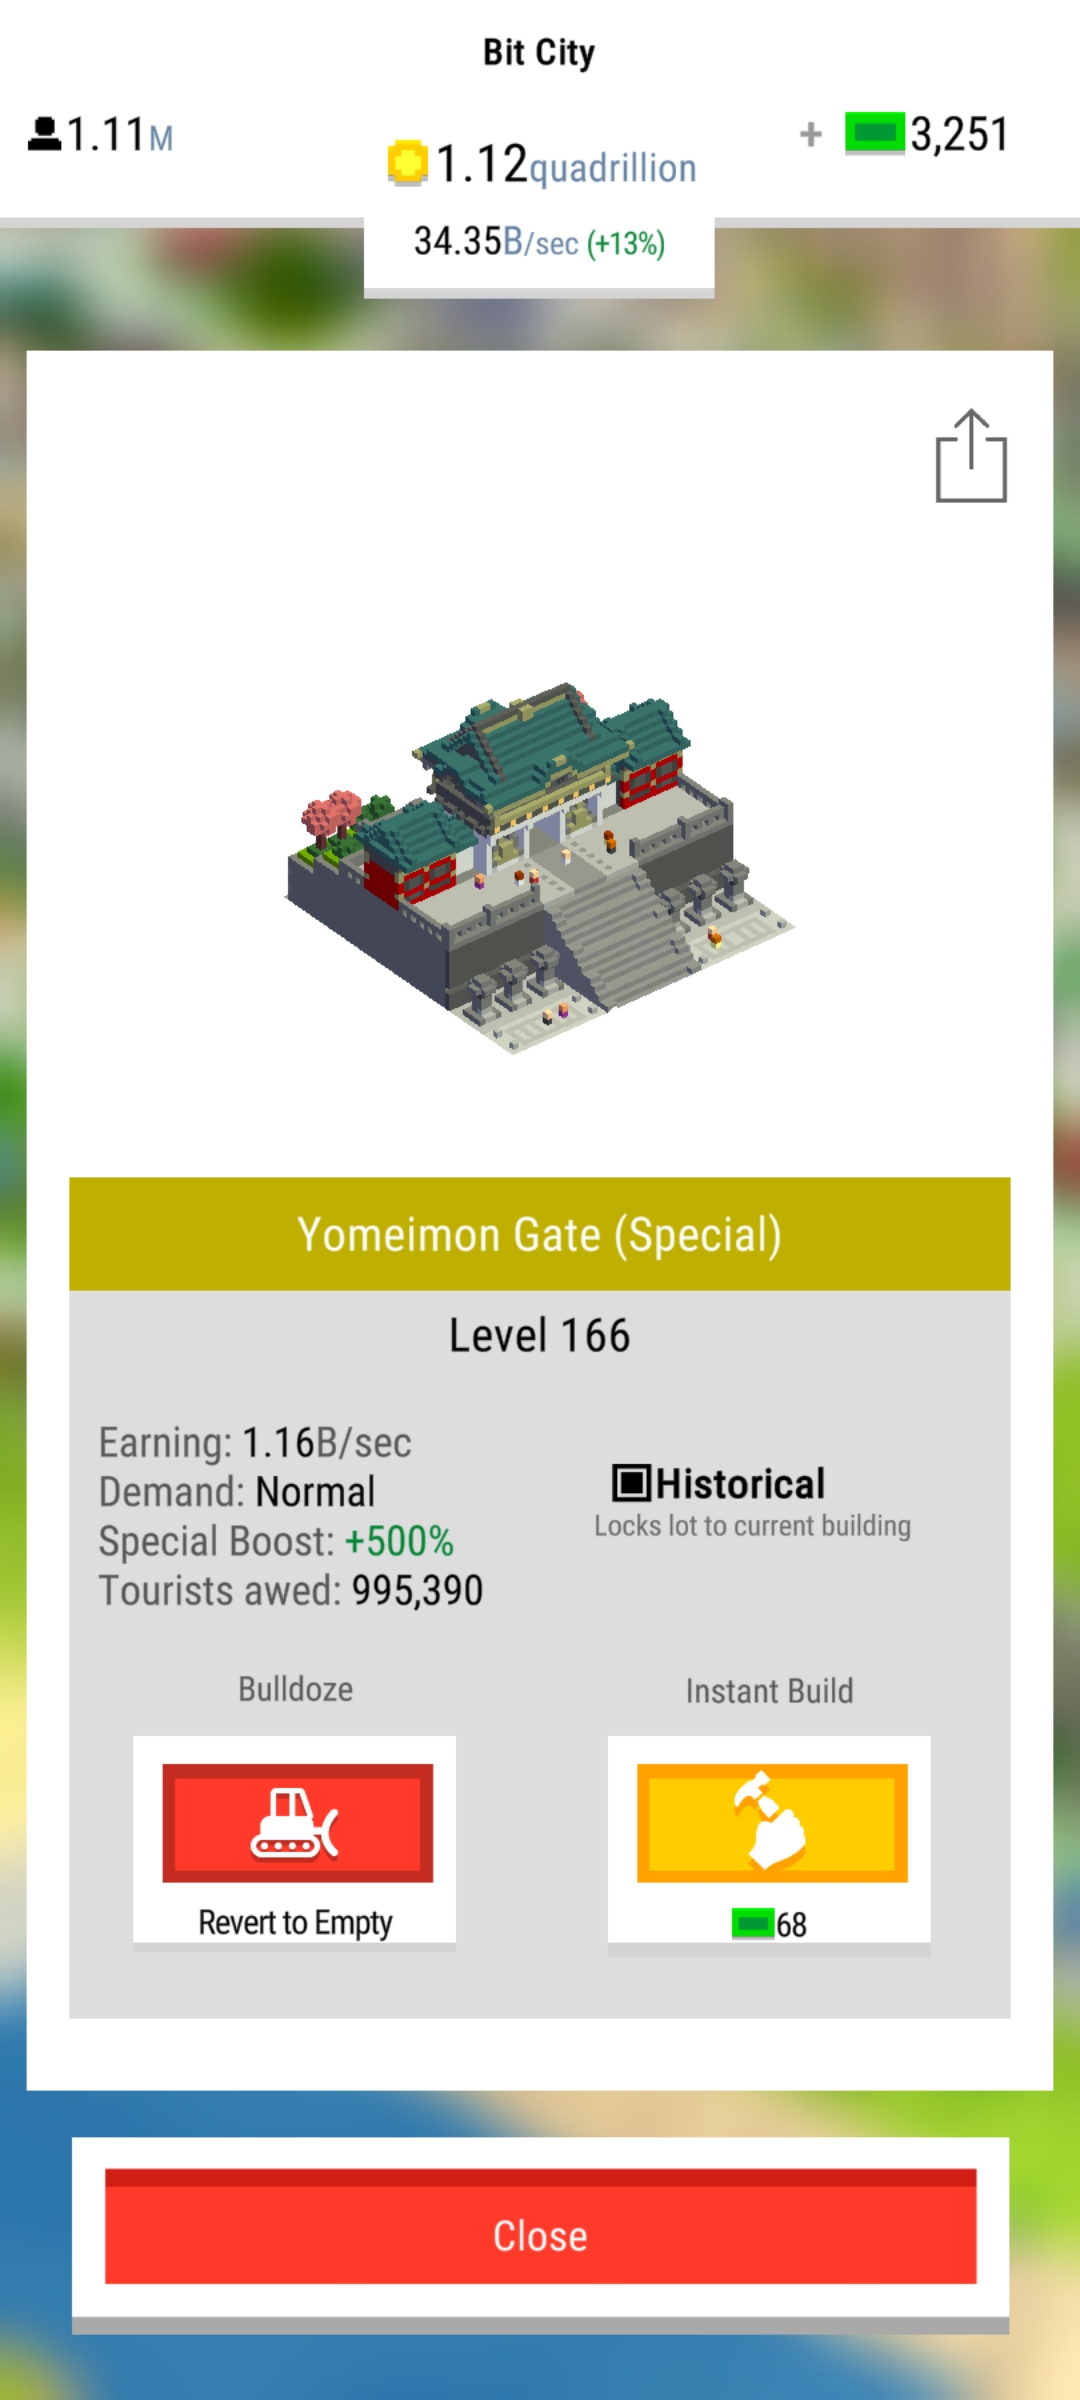 Bit City
1.11M
1.12quadrillion
+ 3,251
34.35B/sec (+13%)
Yomeimon Gate (Special)
Level 166
Earning: 1.16B/sec
Demand: Normal
Special Boost: +500%
Tourists awed: 995,390
Historical
Locks lot to current building
Bulldoze
Revert to Empty
Instant Build
68
Close